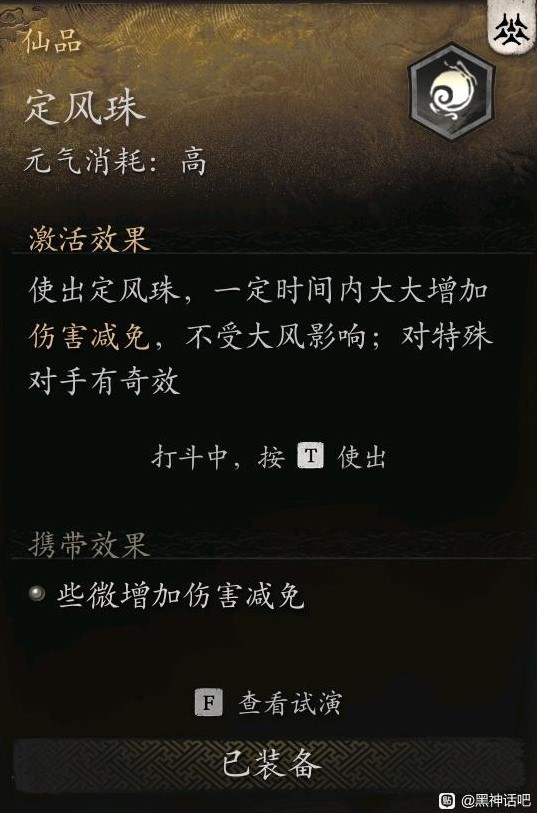 仙品
定风珠
元气消耗：高
激活效果
使出定风珠，一定时间内大大增加
伤害减免，不受大风影响；对特殊
对手有奇效
打斗中，按 T 使出
携带效果
些微增加伤害减免
F 查看试演
已装备
贴 @黑神话吧